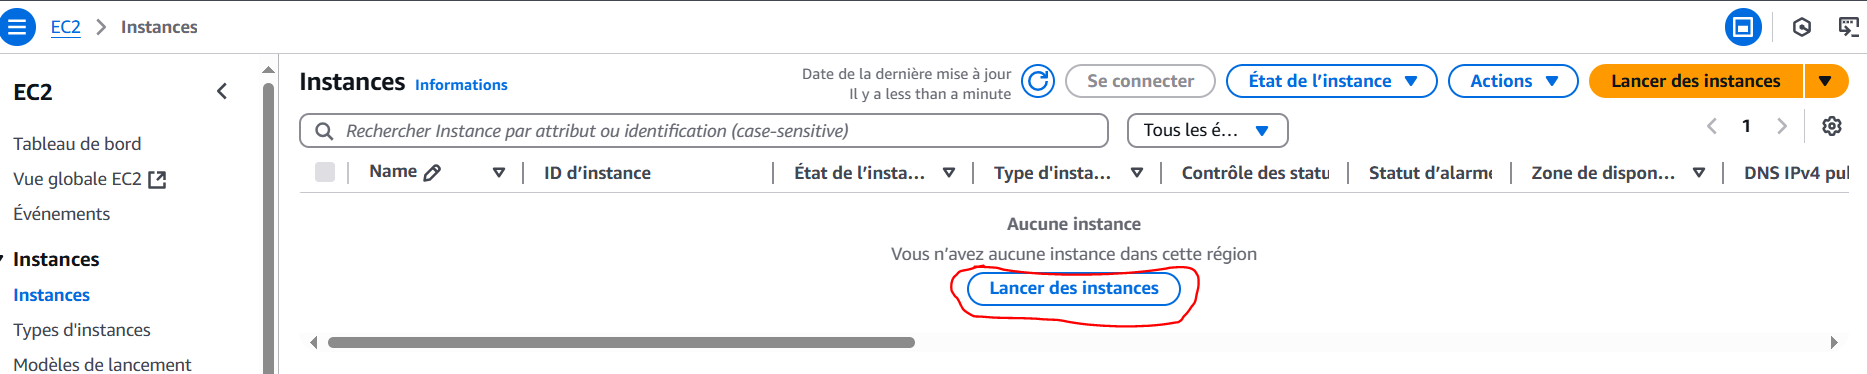 EC2 > Instances
EC2
Tableau de bord
Vue globale EC2
Événements
Instances
Instances
Types d'instances
Modèles de lancement
Instances Informations
Date de la dernière mise à jour
Il y a less than a minute
Se connecter
État de l’instance
Actions
Lancer des instances
Rechercher Instance par attribut ou identification (case-sensitive)
Tous les é...
1
Name
ID d’instance
État de l’insta...
Type d'insta...
Contrôle des statu
Statut d’alarme
Zone de dispon...
DNS IPv4 pul
Aucune instance
Vous n’avez aucune instance dans cette région
Lancer des instances